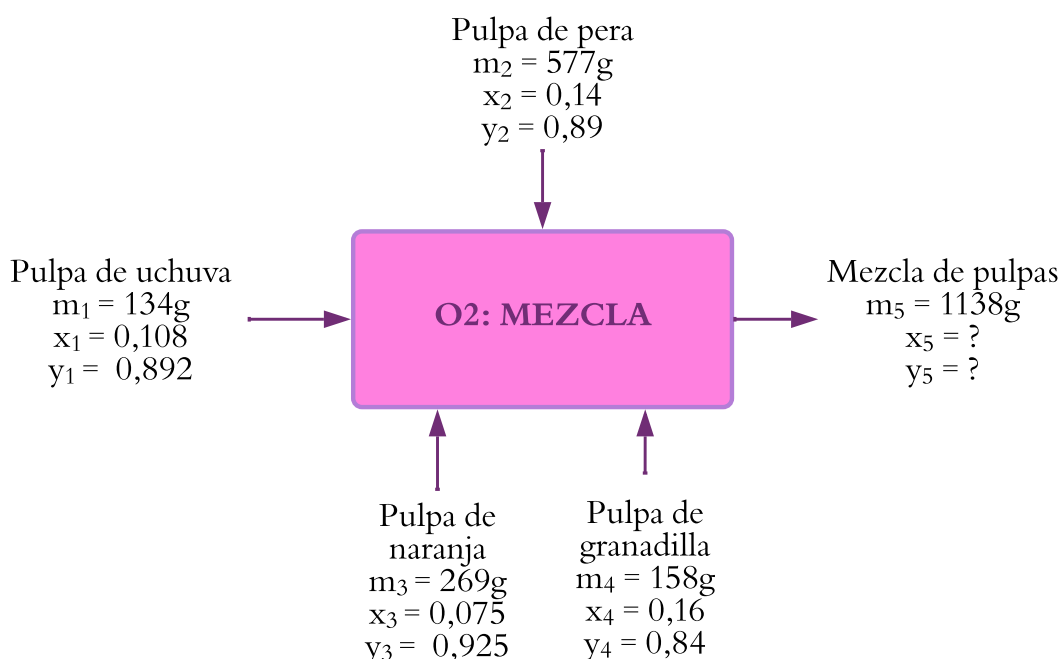 Pulpa de pera
m₂ = 577g
x₂ = 0,14
y₂ = 0,89
Pulpa de uchuva
m₁ = 134g
x₁ = 0,108
y₁ = 0,892
O2: MEZCLA
Mezcla de pulpas
m₅ = 1138g
x₅ = ?
y₅ = ?
Pulpa de
naranja
m₃ = 269g
x₃ = 0,075
y₃ = 0,925
Pulpa de
granadilla
m₄ = 158g
x₄ = 0,16
y₄ = 0,84